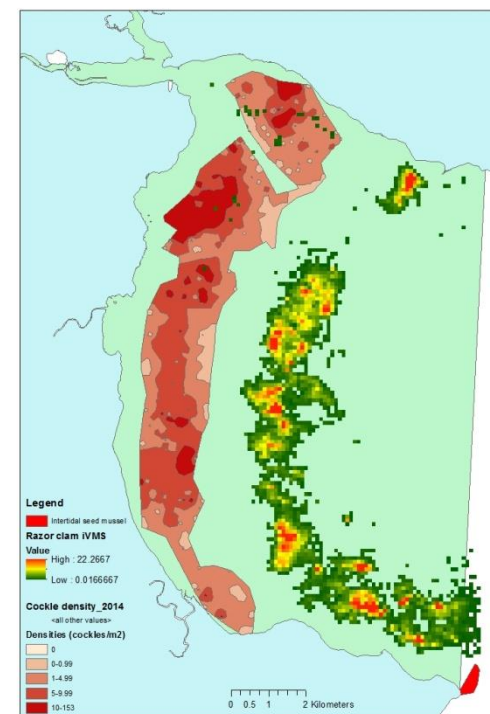 Legend
Intertidal seed mussel
Razor clam iVMS
Value
High : 22.2667
Low : 0.0166667
Cockle density_2014
<all other values>
Densities (cockles/m2)
0
0-0.99
1-4.99
5-9.99
10-153
0 0.5 1 2 Kilometers